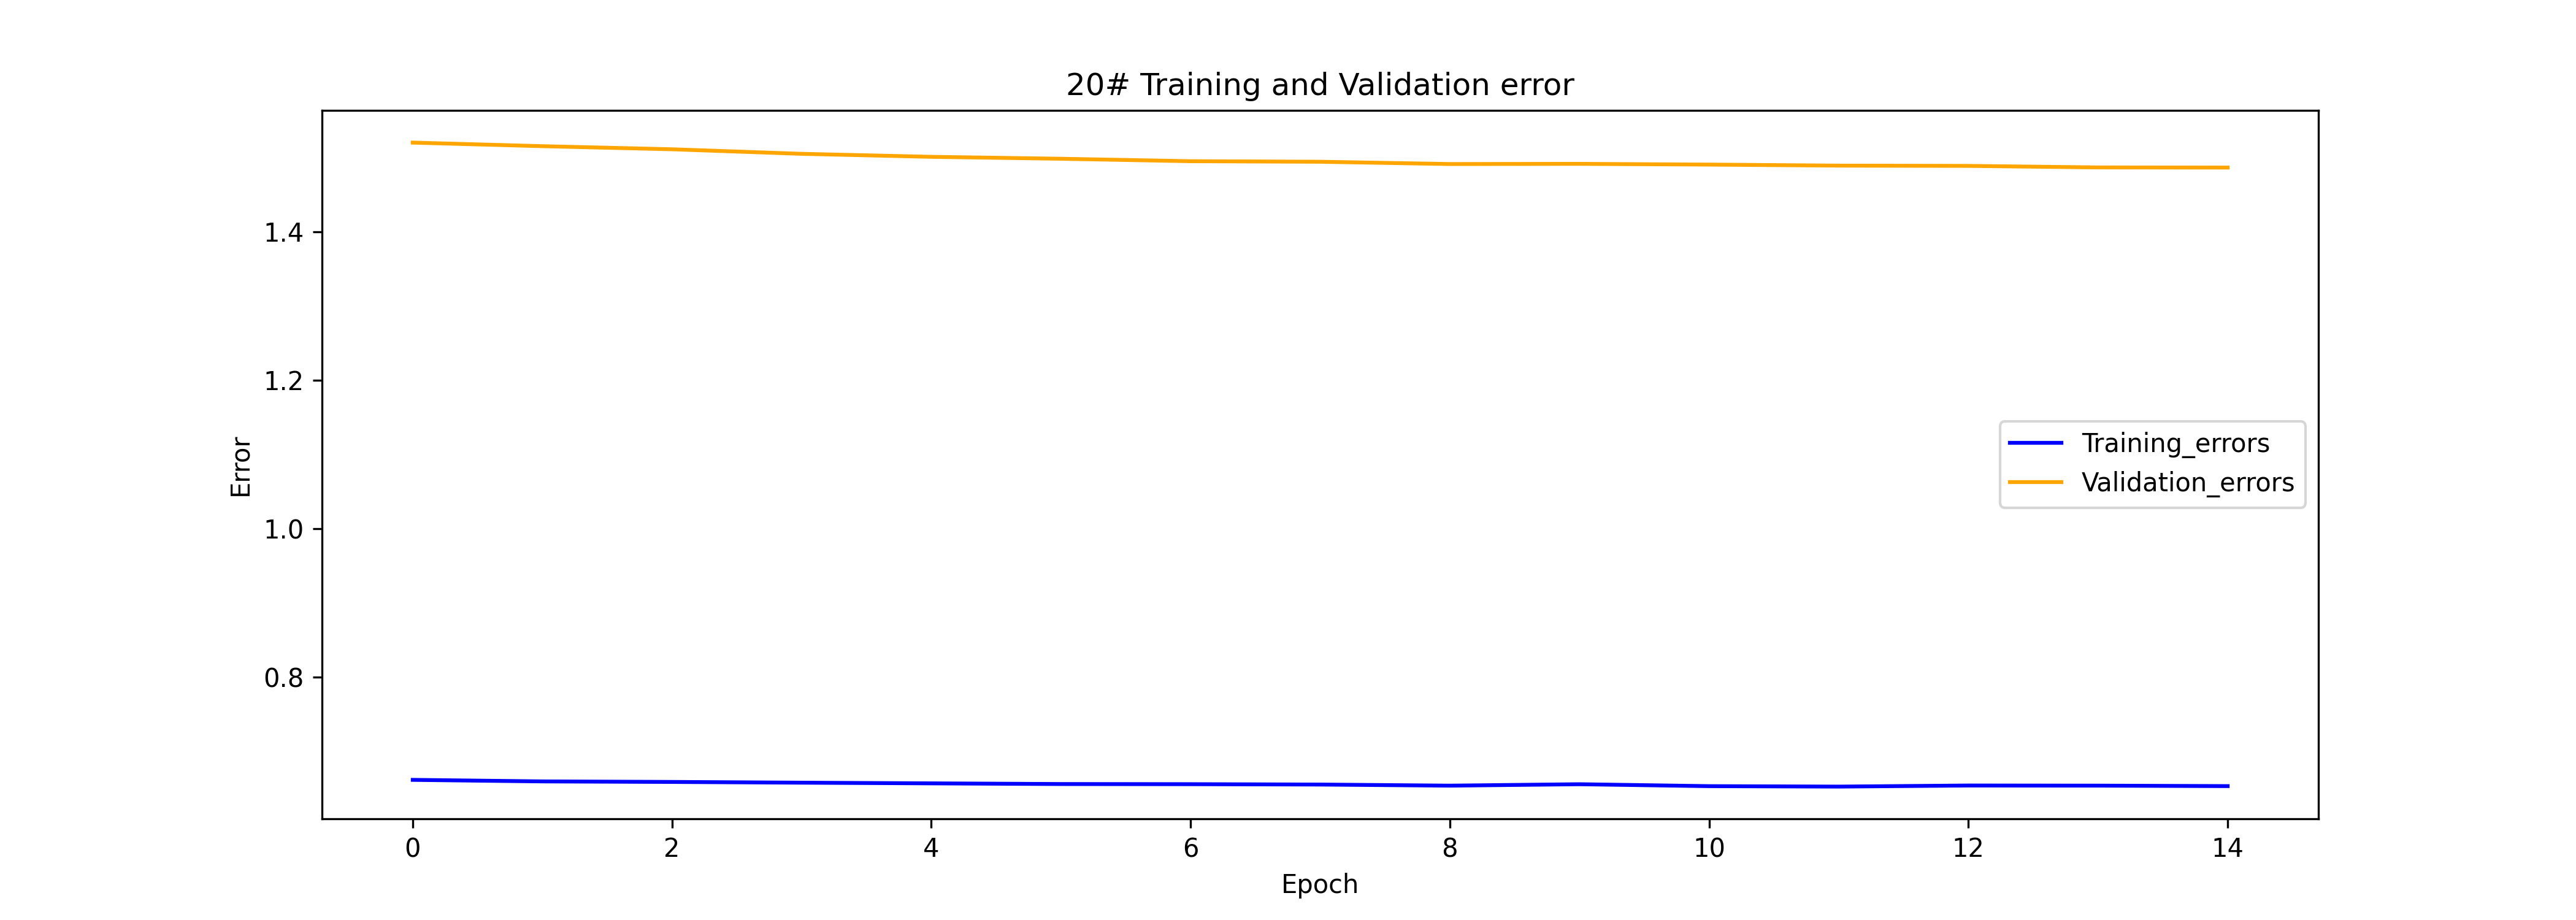 20# Training and Validation error
1.4
1.2
1.0
0.8
Error
Training_errors
Validation_errors
0 2 4 6 8 10 12 14
Epoch